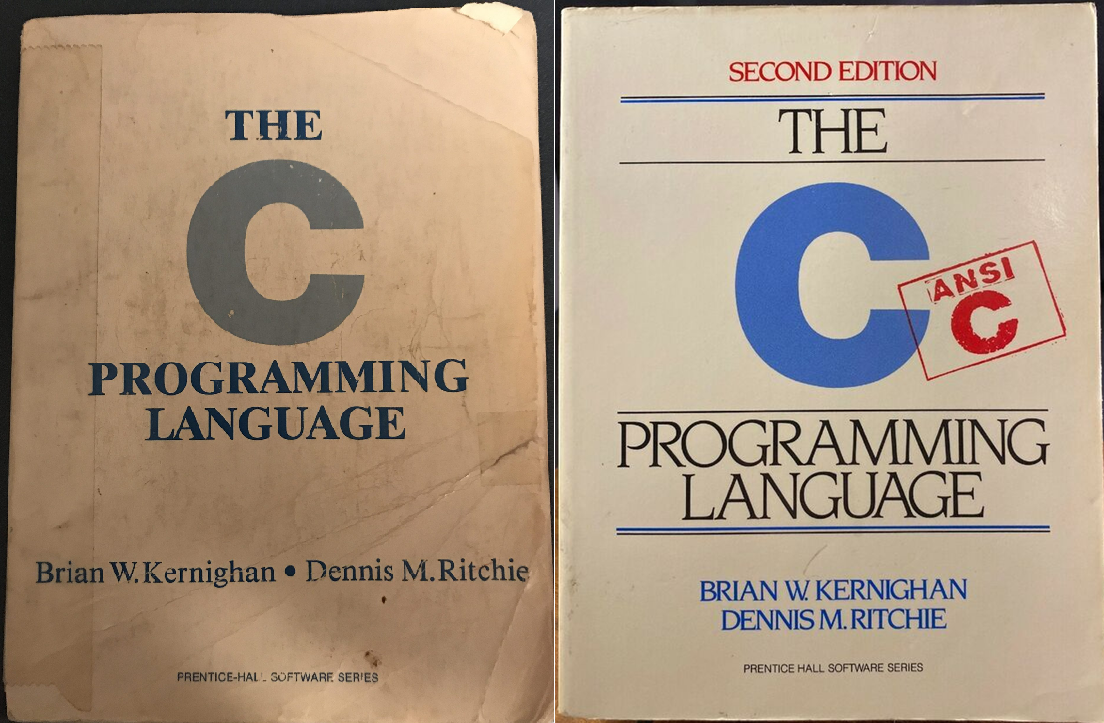 THE
C
PROGRAMMING
LANGUAGE
Brian W. Kernighan • Dennis M. Ritchie
PRENTICE-HALL SOFTWARE SERIES
SECOND EDITION
THE
C
ANSI
C
PROGRAMMING
LANGUAGE
BRIAN W. KERNIGHAN
DENNIS M. RITCHIE
PRENTICE HALL SOFTWARE SERIES